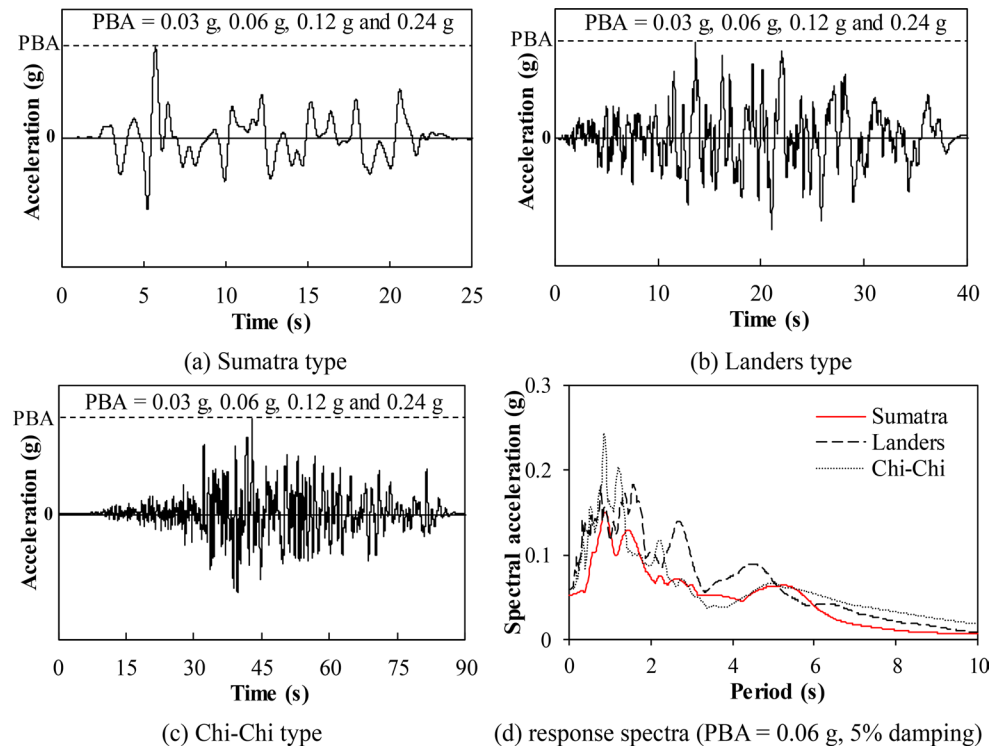 PBA = 0.03 g, 0.06 g, 0.12 g and 0.24 g
PBA
0
Acceleration (g)
0 5 10 15 20 25
Time (s)
(a) Sumatra type
PBA = 0.03 g, 0.06 g, 0.12 g and 0.24 g
PBA
0
Acceleration (g)
0 10 20 30 40
Time (s)
(b) Landers type
PBA = 0.03 g, 0.06 g, 0.12 g and 0.24 g
PBA
0
Acceleration (g)
0 15 30 45 60 75 90
Time (s)
(c) Chi-Chi type
0.3
0.2
0.1
0
Spectral acceleration (g)
Sumatra
Landers
Chi-Chi
0 2 4 6 8 10
Period (s)
(d) response spectra (PBA = 0.06 g, 5% damping)